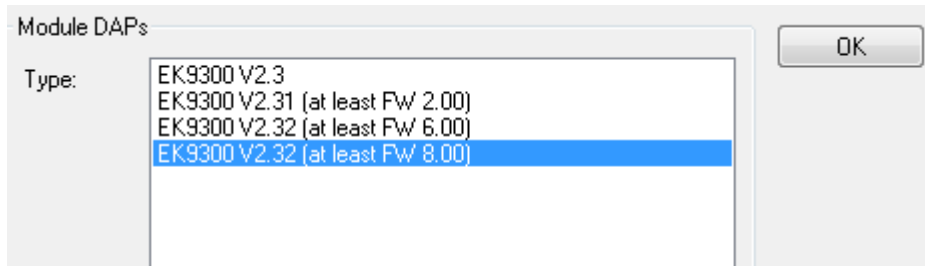 Module DAPs
OK
Type:
EK9300 V2.3
EK9300 V2.31 (at least FW 2.00)
EK9300 V2.32 (at least FW 6.00)
EK9300 V2.32 (at least FW 8.00)